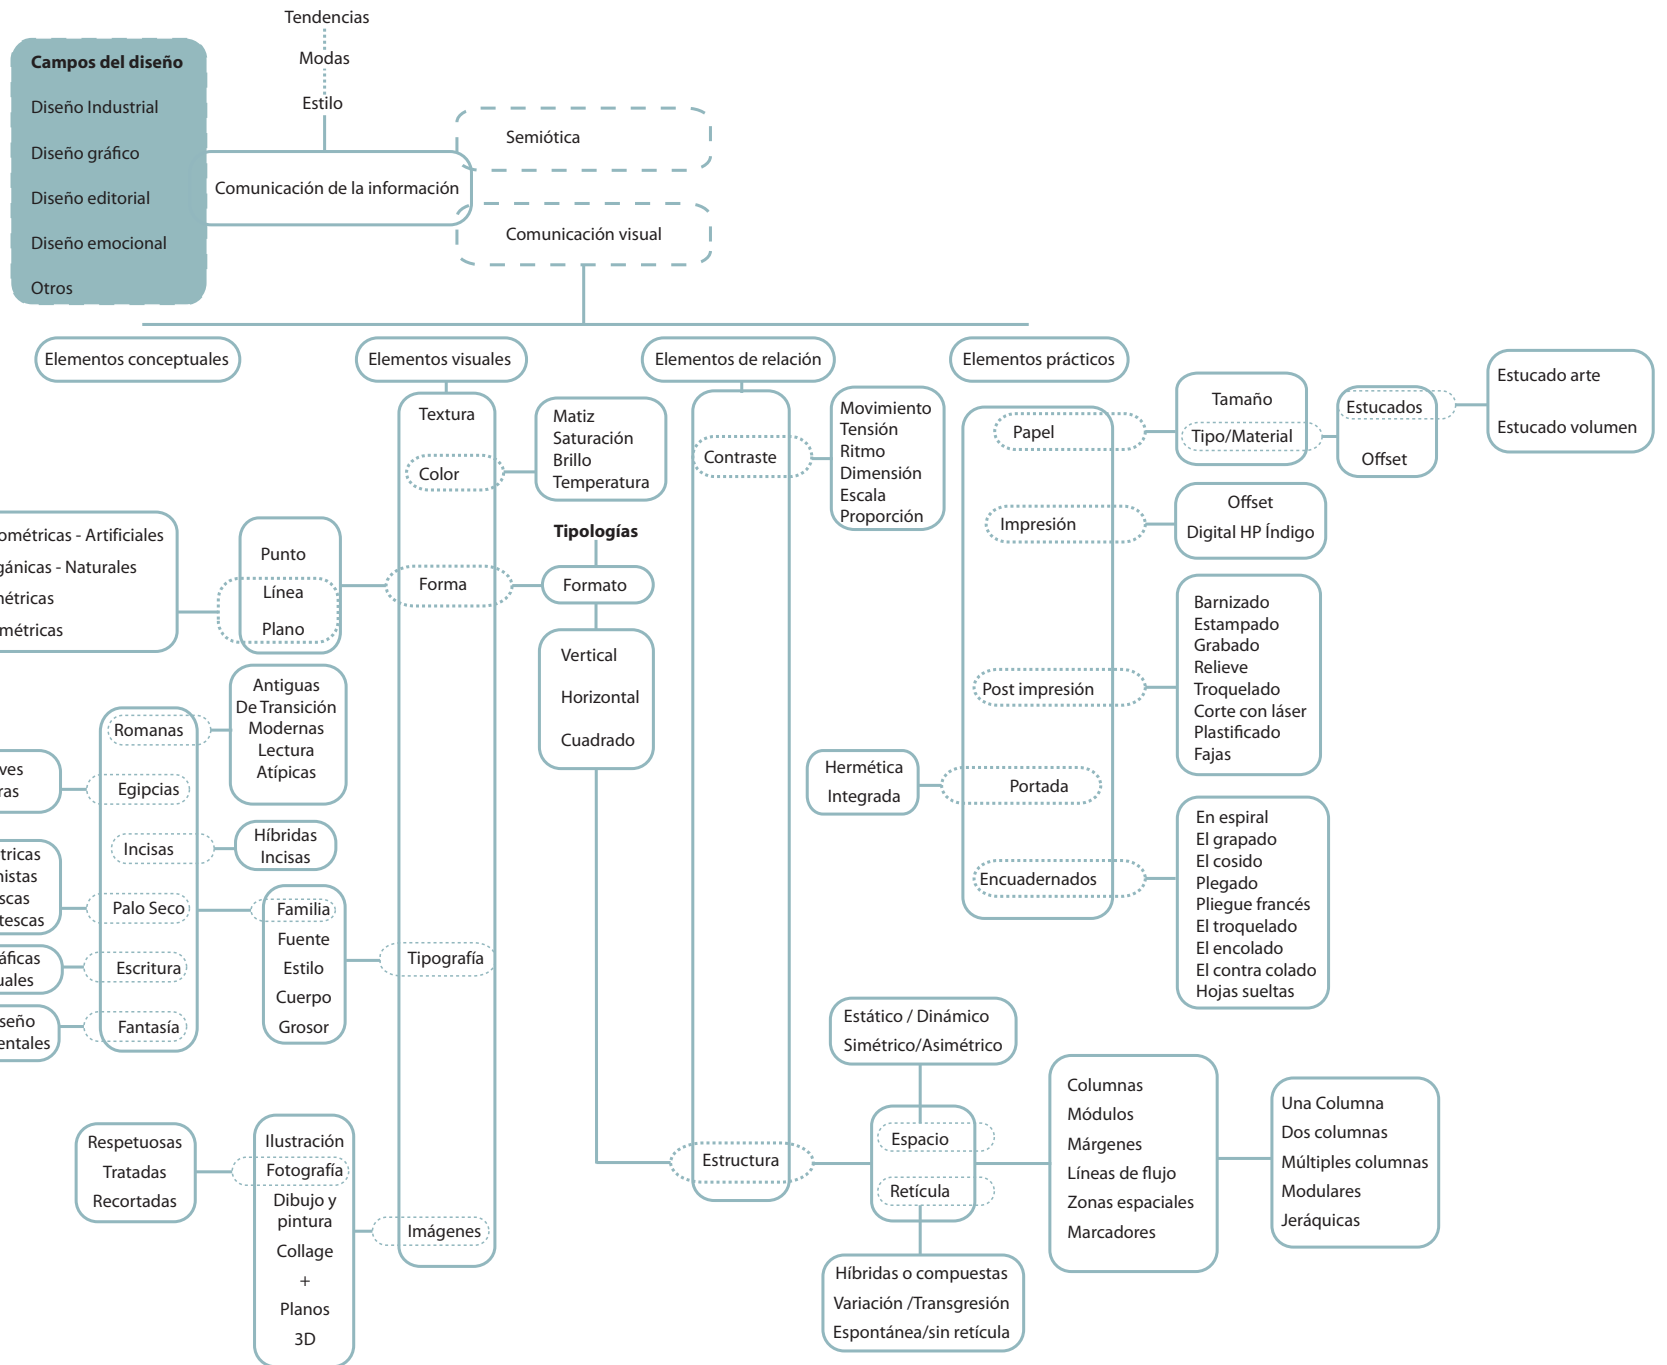 Tendencias
Modas
Estilo
Campos del diseño
Diseño Industrial
Diseño gráfico
Diseño editorial
Diseño emocional
Otros
Comunicación de la información
Semiótica
Comunicación visual
Elementos conceptuales
Elementos visuales
Elementos de relación
Elementos prácticos
Textura
Color
Forma
Tipografía
Imágenes
Matiz
Saturación
Brillo
Temperatura
Tipologías
Formato
Vertical
Horizontal
Cuadrado
Punto
Línea
Plano
- Artificiales
- Naturales
Romanas
Egipcias
Incisas
Palo Seco
Escritura
Fantasía
Antiguas
De Transición
Modernas
Lectura
Atípicas
Híbridas
Incisas
Familia
Fuente
Estilo
Cuerpo
Grosor
Respetuosas
Tratadas
Recortadas
Ilustración
Fotografía
Dibujo y
pintura
Collage
+
Planos
3D
Contraste
Estructura
Movimiento
Tensión
Ritmo
Dimensión
Escala
Proporción
Estático / Dinámico
Simétrico/Asimétrico
Espacio
Retícula
Híbridas o compuestas
Variación /Transgresión
Espontánea/sin retícula
Columnas
Módulos
Márgenes
Líneas de flujo
Zonas espaciales
Marcadores
Una Columna
Dos columnas
Múltiples columnas
Modulares
Jeráquicas
Papel
Impresión
Post impresión
Portada
Encuadernados
Tamaño
Tipo/Material
Estucados
Offset
Estucado arte
Estucado volumen
Offset
Digital HP Índigo
Barnizado
Estampado
Grabado
Relieve
Troquelado
Corte con láser
Plastificado
Fajas
Hermética
Integrada
En espiral
El grapado
El cosido
Plegado
Pliegue francés
El troquelado
El encolado
El contra colado
Hojas sueltas